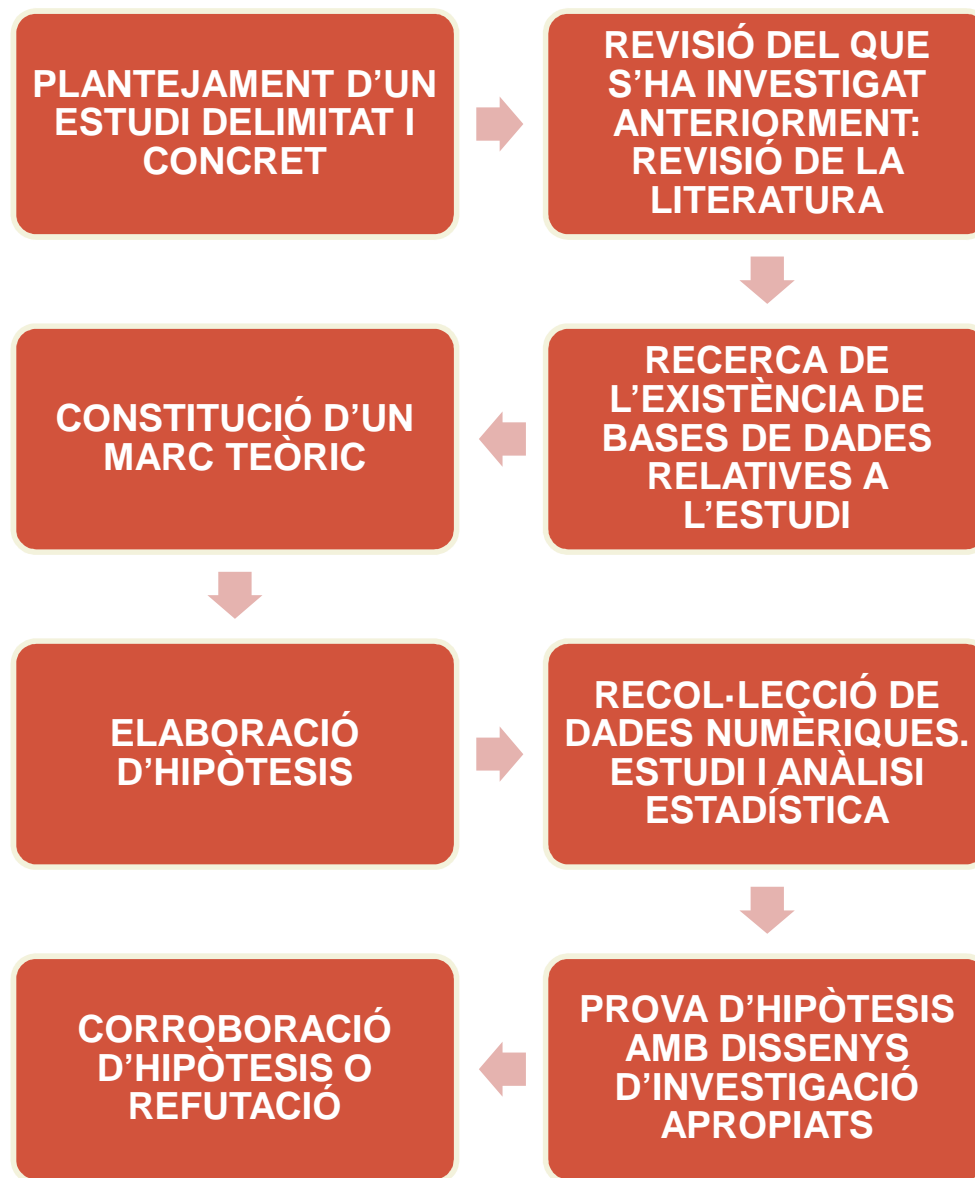 PLANTEJAMENT D’UN
ESTUDI DELIMITAT I
CONCRET
REVISIÓ DEL QUE
S’HA INVESTIGAT
ANTERIORMENT:
REVISIÓ DE LA
LITERATURA
RECERCA DE
L’EXISTÈNCIA DE
BASES DE DADES
RELATIVES A
L’ESTUDI
CONSTITUCIÓ D’UN
MARC TEÒRIC
ELABORACIÓ
D’HIPÒTESIS
RECOL·LECCIÓ DE
DADES NUMÈRIQUES.
ESTUDI I ANÀLISI
ESTADÍSTICA
PROVA D’HIPÒTESIS
AMB DISSENYS
D’INVESTIGACIÓ
APROPIATS
CORROBORACIÓ
D’HIPÒTESIS O
REFUTACIÓ